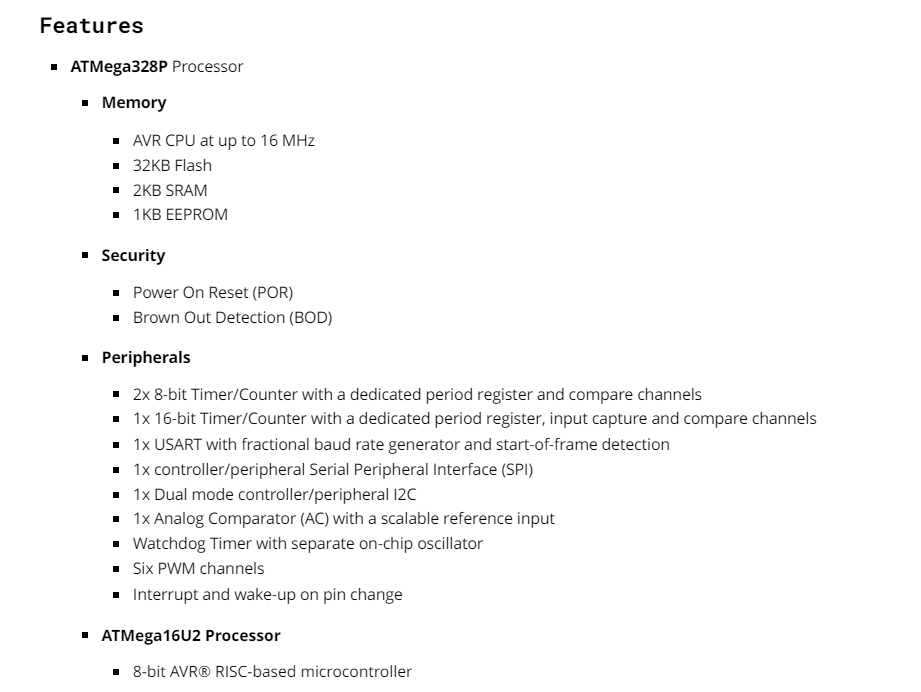 Features
ATMega328P Processor
Memory
AVR CPU at up to 16 MHz
32KB Flash
2KB SRAM
1KB EEPROM
Security
Power On Reset (POR)
Brown Out Detection (BOD)
Peripherals
2x 8-bit Timer/Counter with a dedicated period register and compare channels
1x 16-bit Timer/Counter with a dedicated period register, input capture and compare channels
1x USART with fractional baud rate generator and start-of-frame detection
1x controller/peripheral Serial Peripheral Interface (SPI)
1x Dual mode controller/peripheral I2C
1x Analog Comparator (AC) with a scalable reference input
Watchdog Timer with separate on-chip oscillator
Six PWM channels
Interrupt and wake-up on pin change
ATMega16U2 Processor
8-bit AVR® RISC-based microcontroller